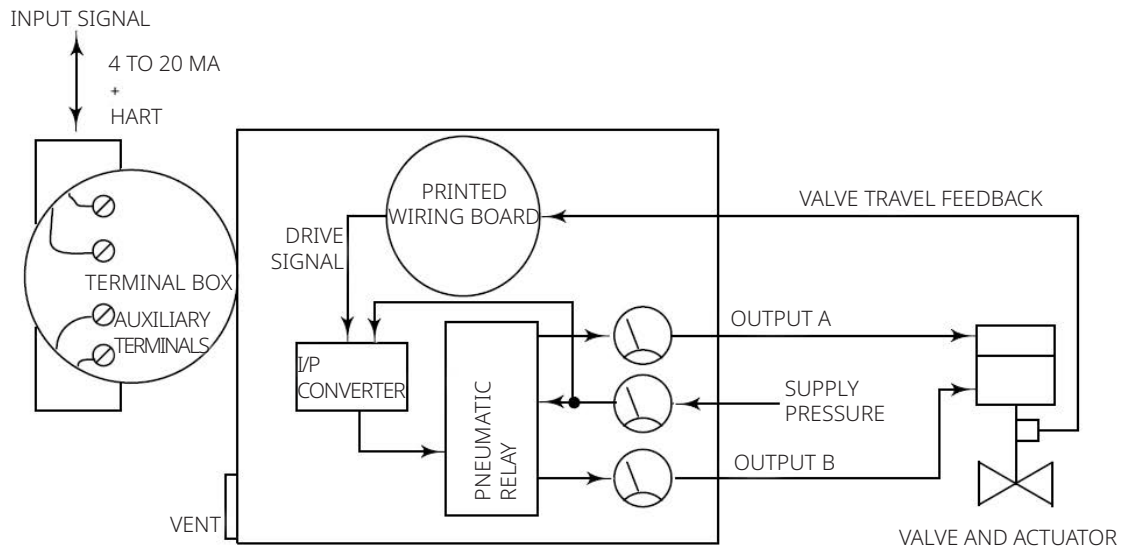 INPUT SIGNAL
4 TO 20 MA
+
HART
PRINTED
WIRING BOARD
VALVE TRAVEL FEEDBACK
DRIVE
SIGNAL
TERMINAL BOX
AUXILIARY
TERMINALS
I/P
CONVERTER
PNEUMATIC
RELAY
OUTPUT A
SUPPLY
PRESSURE
OUTPUT B
VENT
VALVE AND ACTUATOR